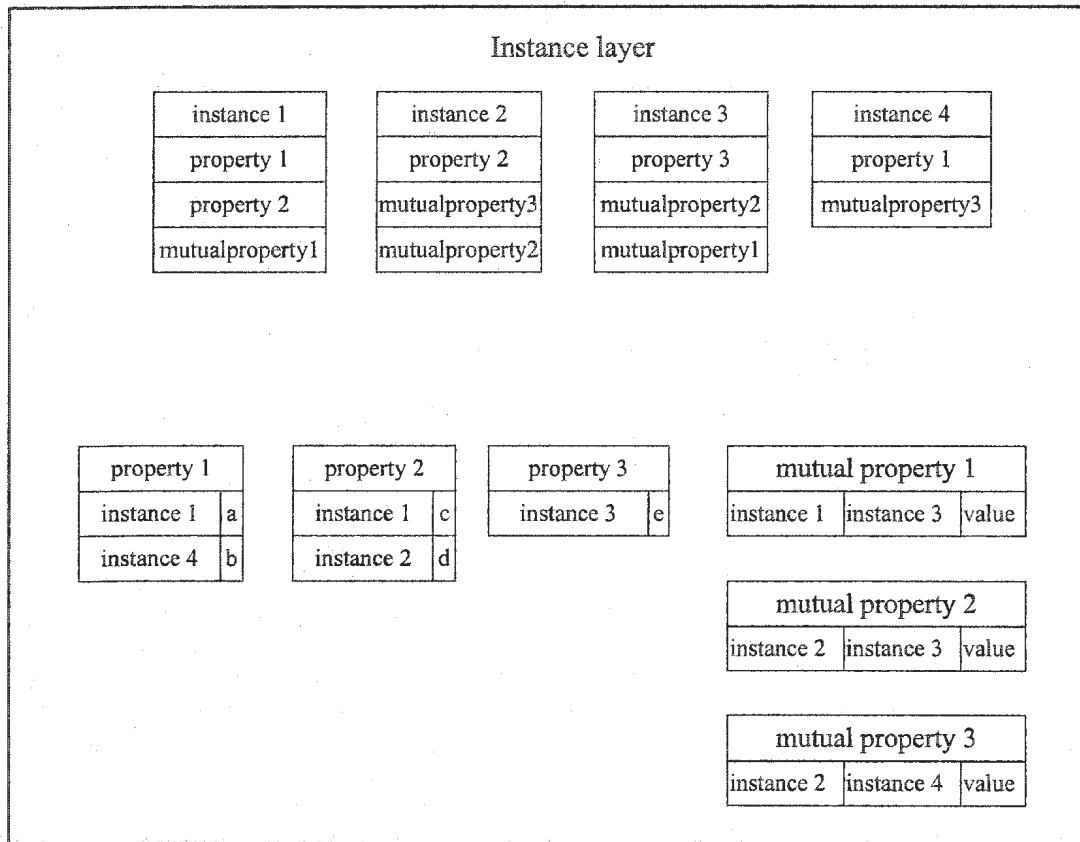 Instance layer
instance 1 instance 2 instance 3 instance 4
property 1 property 2 property 3 property 1
property 2 mutualproperty3 mutualproperty2 mutualproperty3
mutualproperty1 mutualproperty2 mutualproperty1
property 1 property 2 property 3 mutual property 1
instance 1 a instance 1 c instance 3 e instance 1 instance 3 value
instance 4 b instance 2 d
mutual property 2
instance 2 instance 3 value
mutual property 3
instance 2 instance 4 value